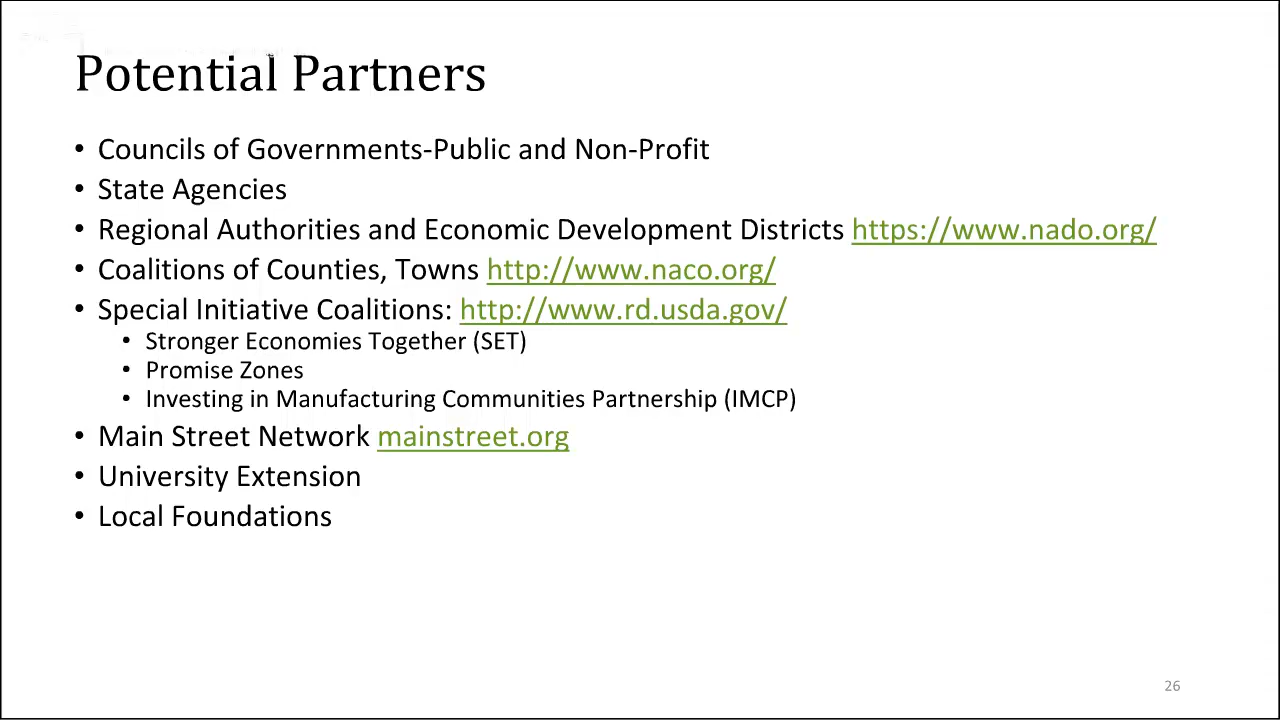 Potential Partners
• Councils of Governments-Public and Non-Profit
• State Agencies
• Regional Authorities and Economic Development Districts https://www.nado.org/
• Coalitions of Counties, Towns http://www.naco.org/
• Special Initiative Coalitions: http://www.rd.usda.gov/
• Stronger Economies Together (SET)
• Promise Zones
• Investing in Manufacturing Communities Partnership (IMCP)
• Main Street Network mainstreet.org
• University Extension
• Local Foundations
26